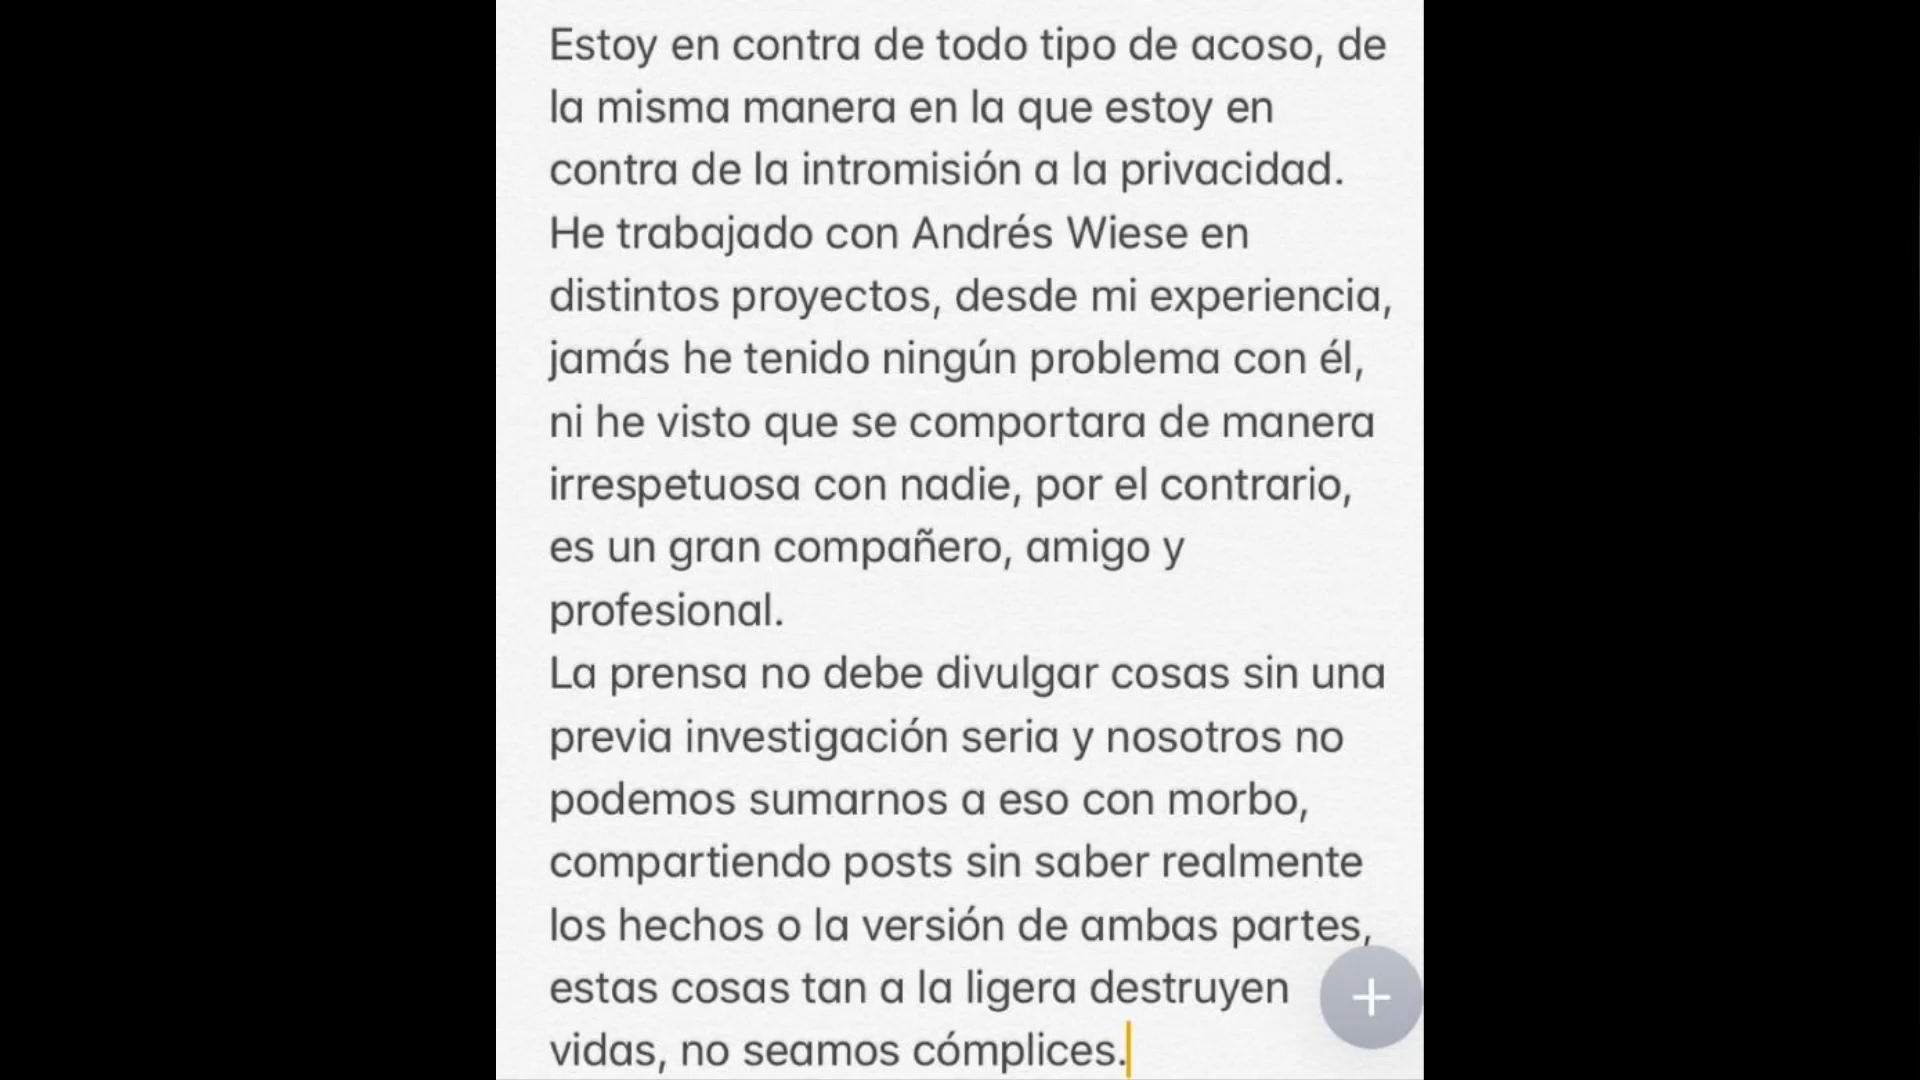 Estoy en contra de todo tipo de acoso, de
la misma manera en la que estoy en
contra de la intromisión a la privacidad.
He trabajado con Andrés Wiese en
distintos proyectos, desde mi experiencia,
jamás he tenido ningún problema con él,
ni he visto que se comportara de manera
irrespetuosa con nadie, por el contrario,
es un gran compañero, amigo y
profesional.
La prensa no debe divulgar cosas sin una
previa investigación seria y nosotros no
podemos sumarnos a eso con morbo,
compartiendo posts sin saber realmente
los hechos o la versión de ambas partes,
estas cosas tan a la ligera destruyen
vidas, no seamos cómplices.